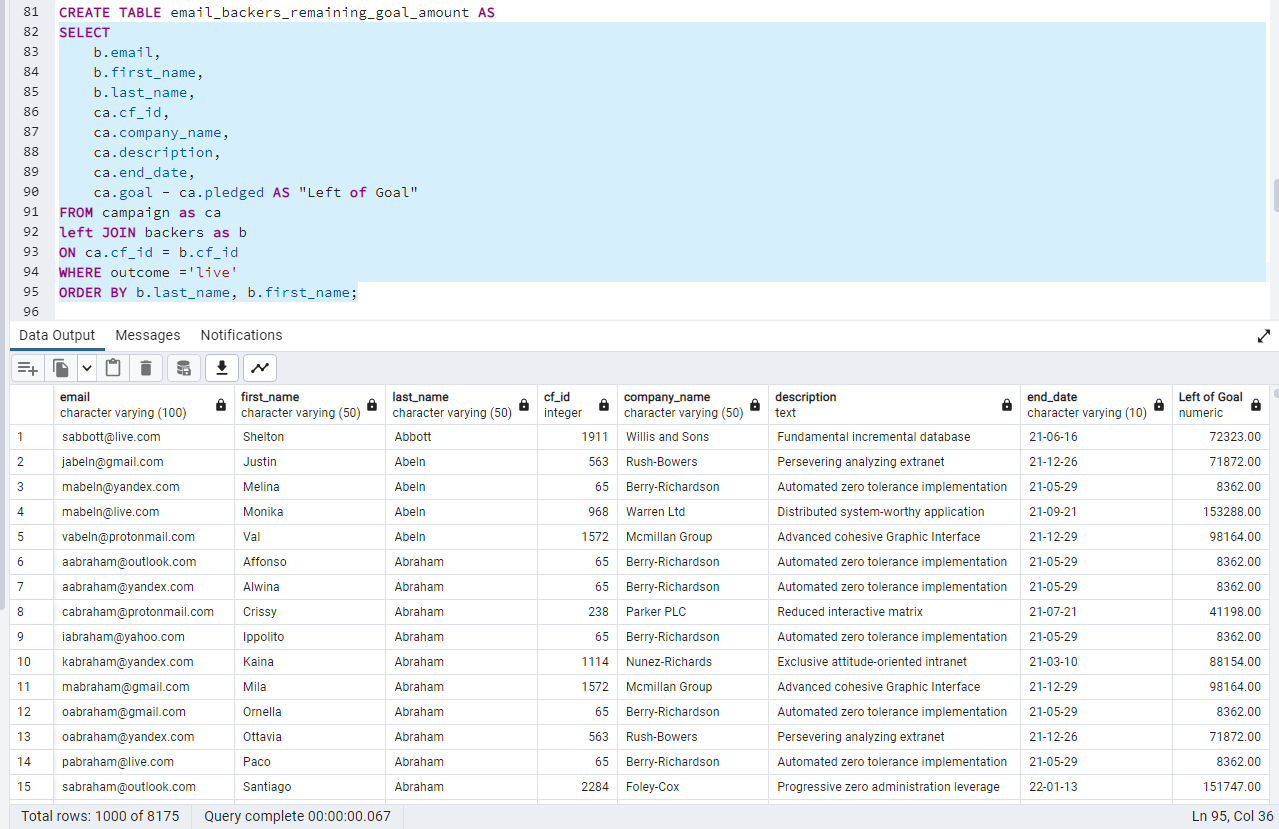 81 CREATE TABLE email_backers_remaining_goal_amount AS
82 SELECT
83 b.email,
84 b.first_name,
85 b.last_name,
86 ca.cf_id,
87 ca.company_name,
88 ca.description,
89 ca.end_date,
90 ca.goal - ca.pledged AS "Left of Goal"
91 FROM campaign as ca
92 left JOIN backers as b
93 ON ca.cf_id = b.cf_id
94 WHERE outcome ='live'
95 ORDER BY b.last_name, b.first_name;
96
Data Output Messages Notifications
email first_name last_name cf_id company_name description end_date Left of Goal
character varying (100) character varying (50) character varying (50) integer character varying (50) text character varying (10) numeric
1 sabbott@live.com Shelton Abbott 1911 Willis and Sons Fundamental incremental database 21-06-16 72323.00
2 jabeln@gmail.com Justin Abeln 563 Rush-Bowers Persevering analyzing extranet 21-12-26 71872.00
3 mabeln@yandex.com Melina Abeln 65 Berry-Richardson Automated zero tolerance implementation 21-05-29 8362.00
4 mabeln@live.com Monika Abeln 968 Warren Ltd Distributed system-worthy application 21-09-21 153288.00
5 vabeln@protonmail.com Val Abeln 1572 Mcmillan Group Advanced cohesive Graphic Interface 21-12-29 98164.00
6 aabraham@outlook.com Affonso Abraham 65 Berry-Richardson Automated zero tolerance implementation 21-05-29 8362.00
7 aabraham@yandex.com Alwina Abraham 65 Berry-Richardson Automated zero tolerance implementation 21-05-29 8362.00
8 cabraham@protonmail.com Crissy Abraham 238 Parker PLC Reduced interactive matrix 21-07-21 41198.00
9 iabraham@yahoo.com Ippolito Abraham 65 Berry-Richardson Automated zero tolerance implementation 21-05-29 8362.00
10 kabraham@yandex.com Kaina Abraham 1114 Nunez-Richards Exclusive attitude-oriented intranet 21-03-10 88154.00
11 mabraham@gmail.com Mila Abraham 1572 Mcmillan Group Advanced cohesive Graphic Interface 21-12-29 98164.00
12 oabraham@gmail.com Ornella Abraham 65 Berry-Richardson Automated zero tolerance implementation 21-05-29 8362.00
13 oabraham@yandex.com Ottavia Abraham 563 Rush-Bowers Persevering analyzing extranet 21-12-26 71872.00
14 pabraham@live.com Paco Abraham 65 Berry-Richardson Automated zero tolerance implementation 21-05-29 8362.00
15 sabraham@outlook.com Santiago Abraham 2284 Foley-Cox Progressive zero administration leverage 22-01-13 151747.00
Total rows: 1000 of 8175 Query complete 00:00:00.067 Ln 95, Col 36